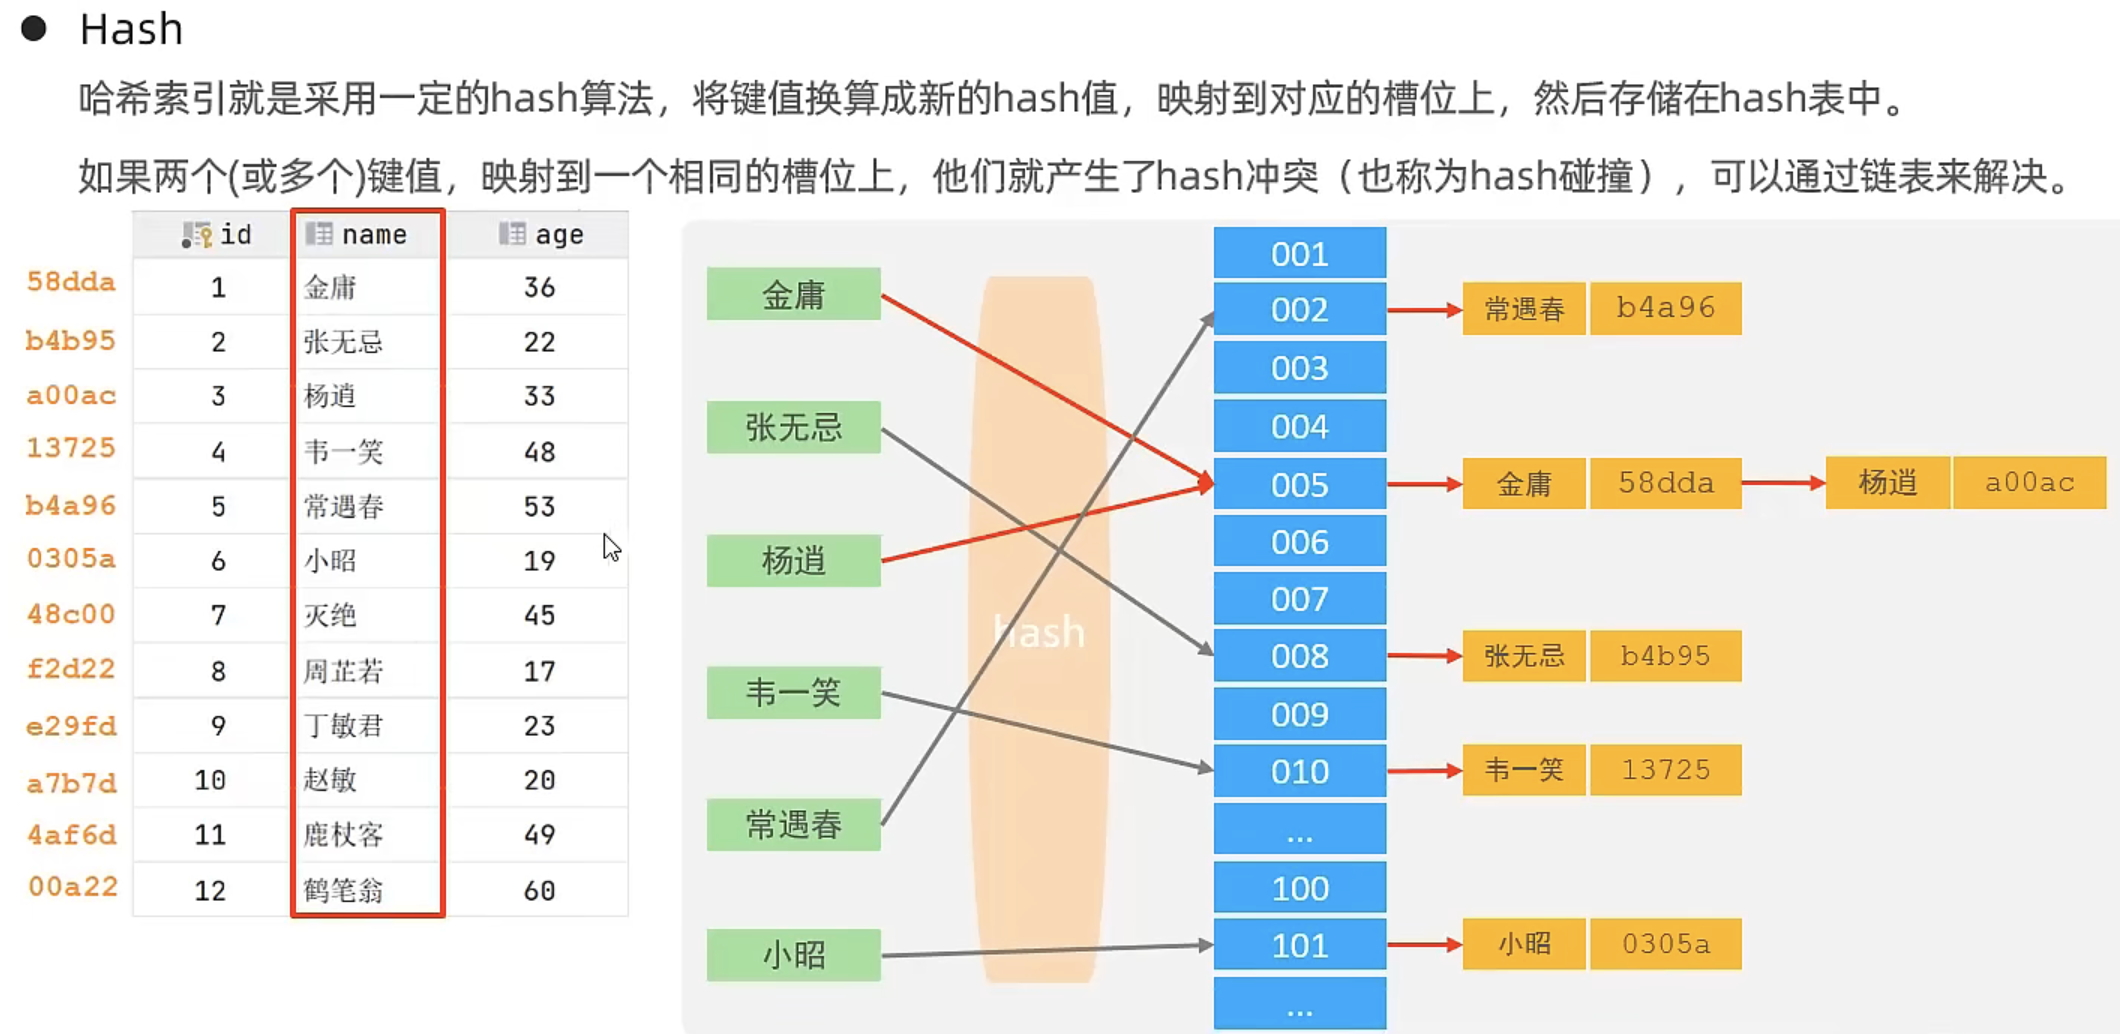 ● Hash
哈希索引就是采用一定的hash算法，将键值换算成新的hash值，映射到对应的槽位上，然后存储在hash表中。
如果两个(或多个)键值，映射到一个相同的槽位上，他们就产生了hash冲突（也称为hash碰撞），可以通过链表来解决。
id name age
58dda 1 金庸 36
b4b95 2 张无忌 22
a00ac 3 杨逍 33
13725 4 韦一笑 48
b4a96 5 常遇春 53
0305a 6 小昭 19
48c00 7 灭绝 45
f2d22 8 周芷若 17
e29fd 9 丁敏君 23
a7b7d 10 赵敏 20
4af6d 11 鹿杖客 49
00a22 12 鹤笔翁 60
金庸
张无忌
杨逍
韦一笑
常遇春
小昭
hash
001
002 常遇春 b4a96
003
004
005 金庸 58dda 杨逍 a00ac
006
007
008 张无忌 b4b95
009
010 韦一笑 13725
...
100
101 小昭 0305a
...